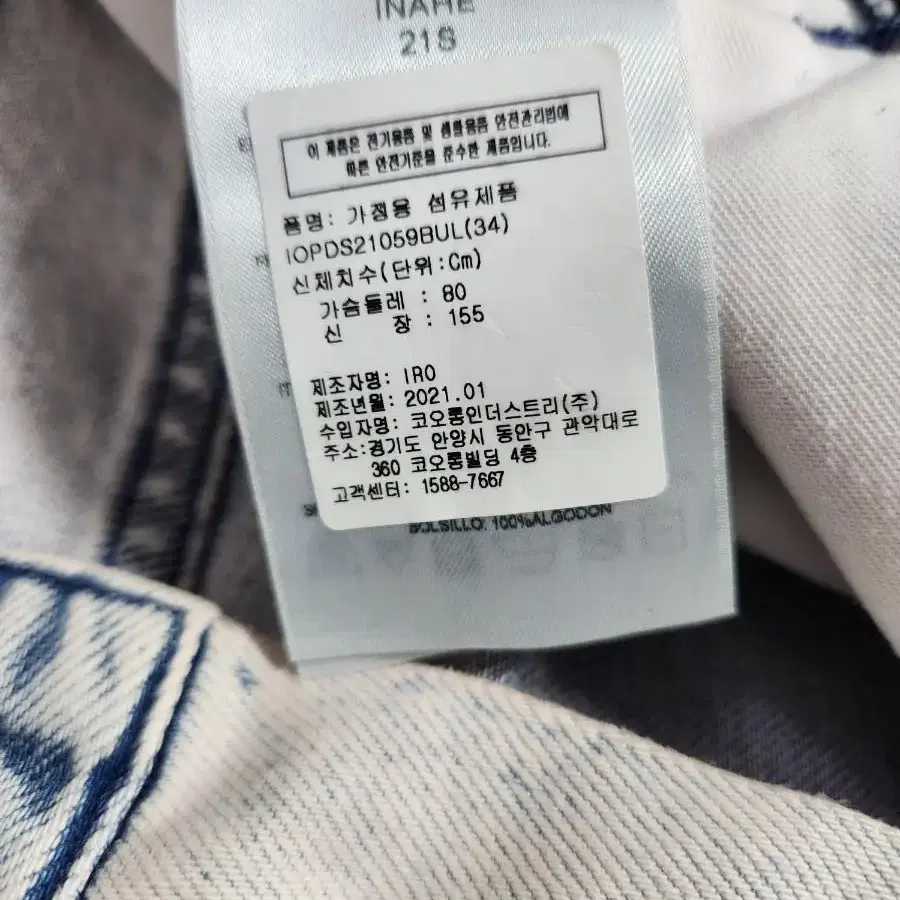 INARE
21S
이 제품은 전기용품 및 생활용품 안전관리법에
따른 안전기준을 준수한 제품입니다.
품명: 가정용 섬유제품
IOPDS21059BUL(34)
신체치수(단위:Cm)
가슴둘레 : 80
신 장 : 155
제조자명: IRO
제조년월: 2021.01
수입자명: 코오롱인더스트리(주)
주소:경기도 안양시 동안구 관악대로
360 코오롱빌딩 4층
고객센터: 1588-7667
BOLSILLO: 100%ALGODON